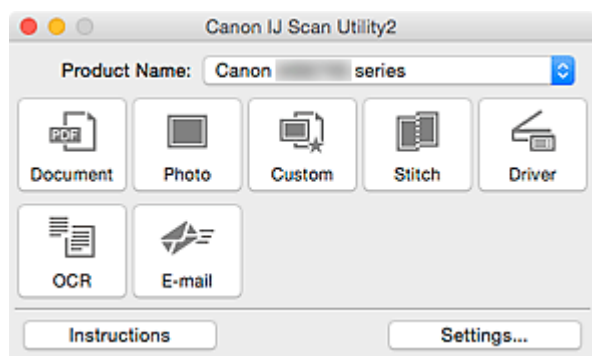 Canon IJ Scan Utility2
Product Name: Canon series
PDF
Document Photo Custom Stitch Driver
OCR E-mail
Instructions Settings...